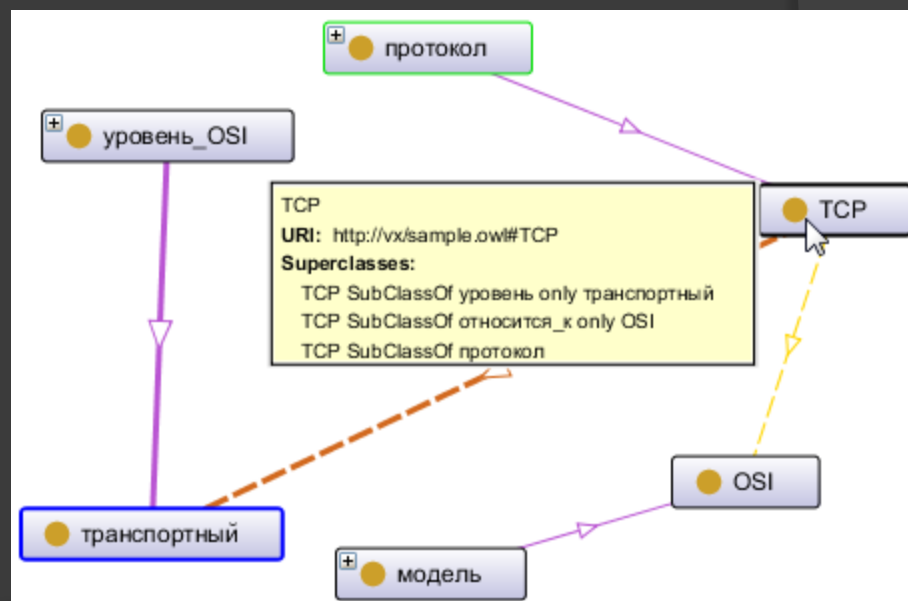 протокол
уровень_OSI
TCP
TCP
URI: http://vx/sample.owl#TCP
Superclasses:
TCP SubClassOf уровень only транспортный
TCP SubClassOf относится_к only OSI
TCP SubClassOf протокол
OSI
транспортный
модель